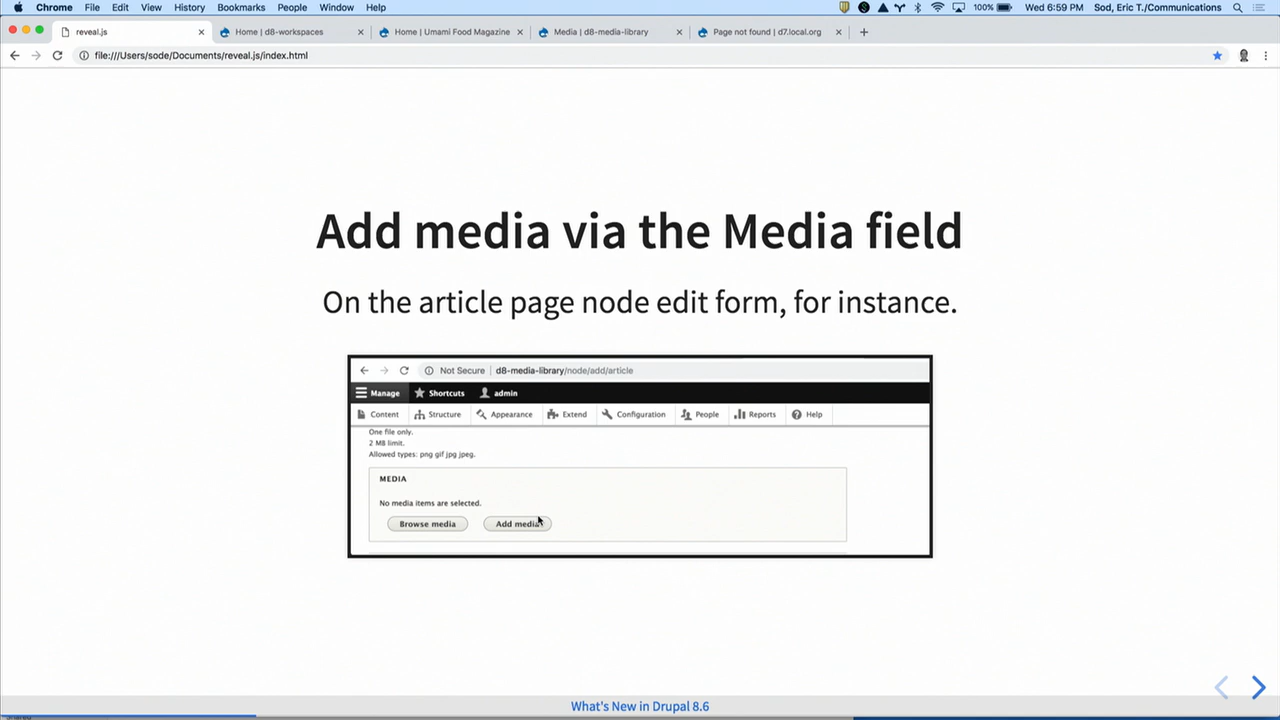 Chrome File Edit View History Bookmarks People Window Help 100% Wed 6:59 PM Sod, Eric T./Communications
reveal.js Home | d8-workspaces Home | Umami Food Magazine Media | d8-media-library Page not found | d7.local.org
file:///Users/sode/Documents/reveal.js/index.html
Add media via the Media field
On the article page node edit form, for instance.
Not Secure | d8-media-library/node/add/article
Manage Shortcuts admin
Content Structure Appearance Extend Configuration People Reports Help
One file only.
2 MB limit.
Allowed types: png gif jpg jpeg.
MEDIA
No media items are selected.
Browse media Add media
What's New in Drupal 8.6